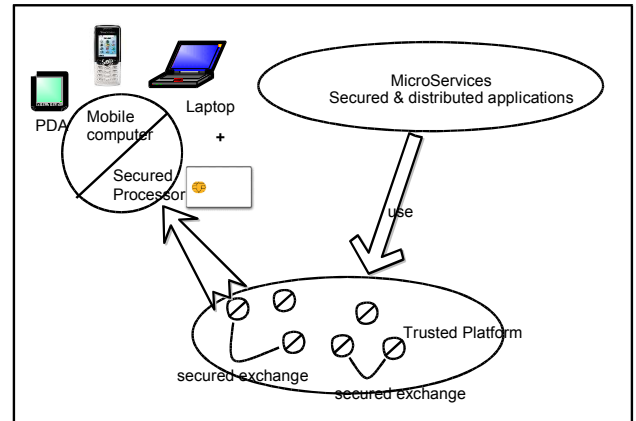 MicroServices
Secured & distributed applications
Laptop
PDA
Mobile
computer
+
Secured
Processor
use
Trusted Platform
secured exchange
secured exchange